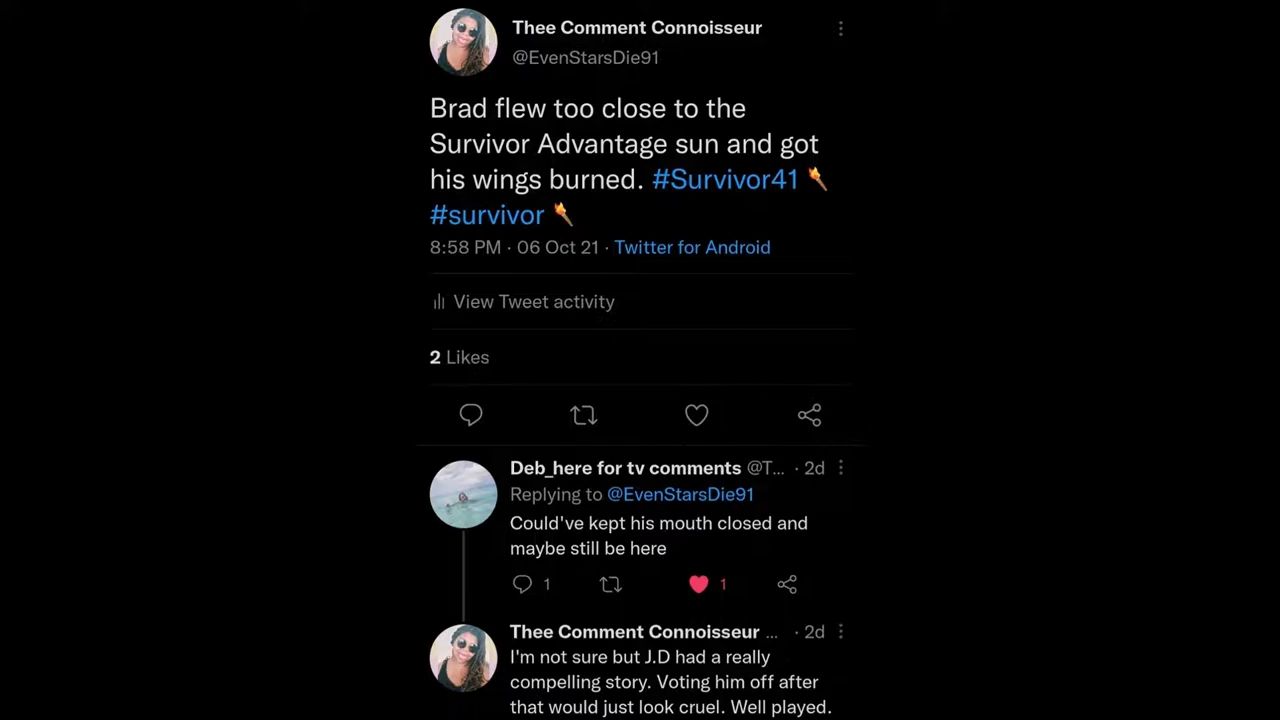 Thee Comment Connoisseur
@EvenStarsDie91
Brad flew too close to the
Survivor Advantage sun and got
his wings burned. #Survivor41
#survivor
8:58 PM · 06 Oct 21 · Twitter for Android
View Tweet activity
2 Likes
Deb_here for tv comments @T... · 2d
Replying to @EvenStarsDie91
Could've kept his mouth closed and
maybe still be here
1 1
Thee Comment Connoisseur ... · 2d
I'm not sure but J.D had a really
compelling story. Voting him off after
that would just look cruel. Well played.